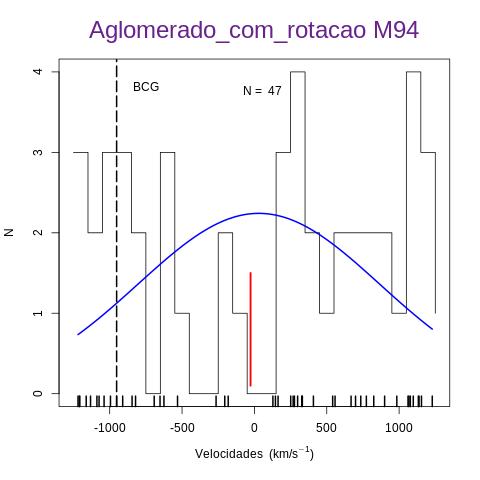 Aglomerado_com_rotacao M94
BCG
N = 47
4
3
2
1
0
N
-1000 -500 0 500 1000
Velocidades (km/s⁻¹)